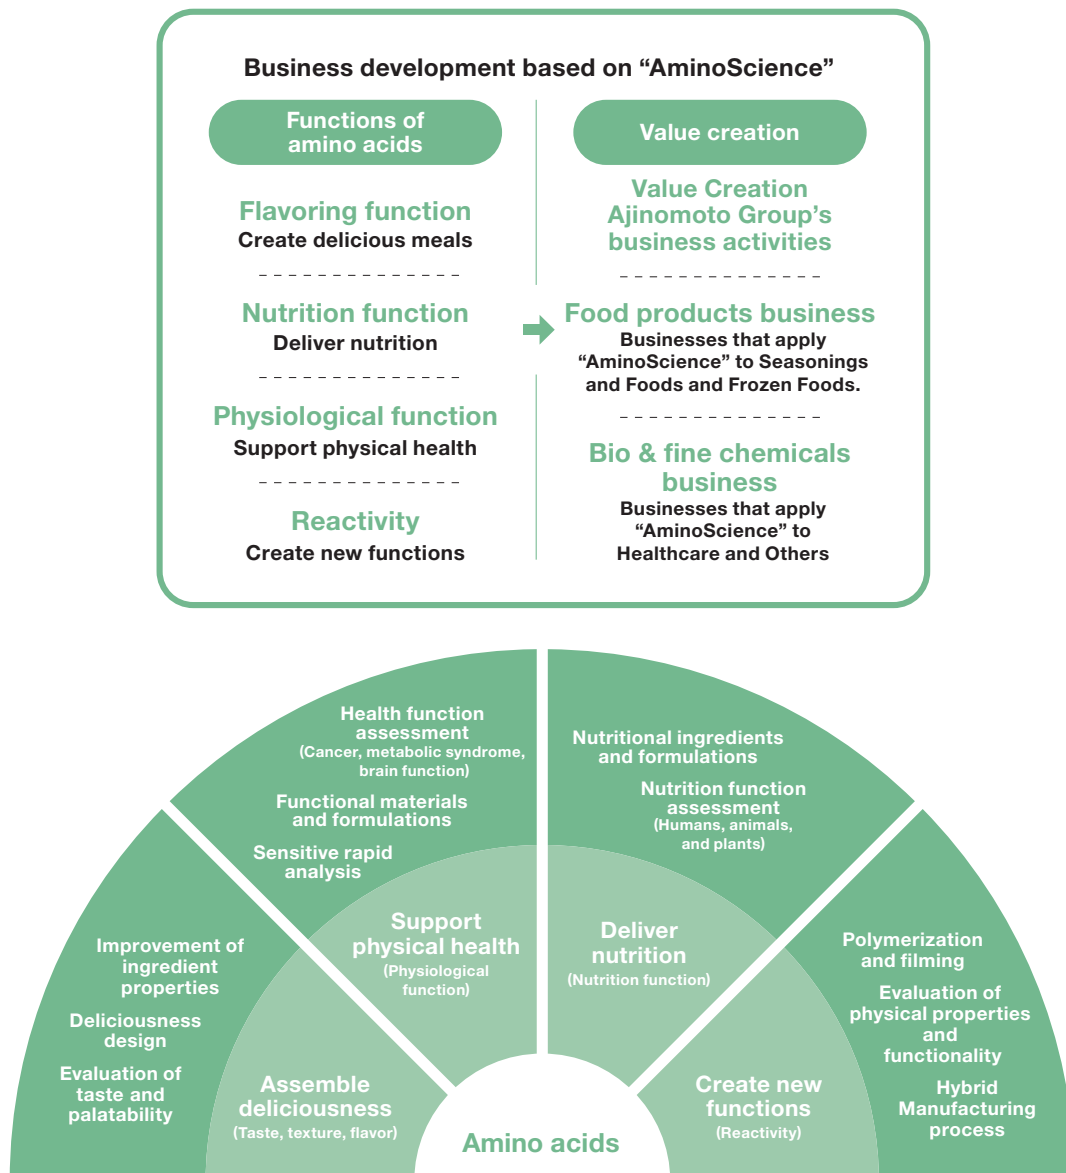 Business development based on “AminoScience”
Functions of
amino acids
Flavoring function
Create delicious meals
Nutrition function
Deliver nutrition
Physiological function
Support physical health
Reactivity
Create new functions
Value creation
Value Creation
Ajinomoto Group’s
business activities
Food products business
Businesses that apply
“AminoScience” to Seasonings
and Foods and Frozen Foods.
Bio & fine chemicals
business
Businesses that apply
“AminoScience” to
Healthcare and Others
Improvement of
ingredient
properties
Deliciousness
design
Evaluation of
taste and
palatability
Assemble
deliciousness
(Taste, texture, flavor)
Health function
assessment
(Cancer, metabolic syndrome,
brain function)
Functional materials
and formulations
Sensitive rapid
analysis
Support
physical health
(Physiological
function)
Nutritional ingredients
and formulations
Nutrition function
assessment
(Humans, animals,
and plants)
Deliver
nutrition
(Nutrition function)
Polymerization
and filming
Evaluation of
physical properties
and
functionality
Hybrid
Manufacturing
process
Create new
functions
(Reactivity)
Amino acids